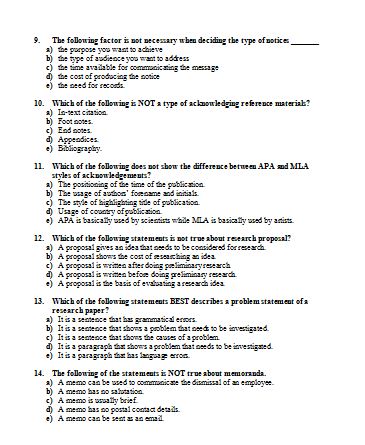 9. The following factor is not necessary when deciding the type of notices ______
a) the purpose you want to achieve
b) the type of audience you want to address
c) the time available for communicating the message
d) the cost of producing the notice
e) the need for records.
10. Which of the following is NOT a type of acknowledging reference materials?
a) In-text citation.
b) Foot notes.
c) End notes.
d) Appendices.
e) Bibliography.
11. Which of the following does not show the difference between APA and MLA
styles of acknowledgements?
a) The positioning of the time of the publication.
b) The usage of authors' forename and initials.
c) The style of highlighting title of publication.
d) Usage of country of publication.
e) APA is basically used by scientists while MLA is basically used by artists.
12. Which of the following statements is not true about research proposal?
a) A proposal gives an idea that needs to be considered for research.
b) A proposal shows the cost of researching an idea.
c) A proposal is written after doing preliminary research.
d) A proposal is written before doing preliminary research.
e) A proposal is the basis of evaluating a research idea.
13. Which of the following statements BEST describes a problem statement of a
research paper?
a) It is a sentence that has grammatical errors.
b) It is a sentence that shows a problem that needs to be investigated.
c) It is a sentence that shows the causes of a problem.
d) It is a paragraph that shows a problem that needs to be investigated.
e) It is a paragraph that has language errors.
14. The following of the statements is NOT true about memoranda.
a) A memo can be used to communicate the dismissal of an employee.
b) A memo has no salutation.
c) A memo is usually brief.
d) A memo has no postal contact details.
e) A memo can be sent as an email.